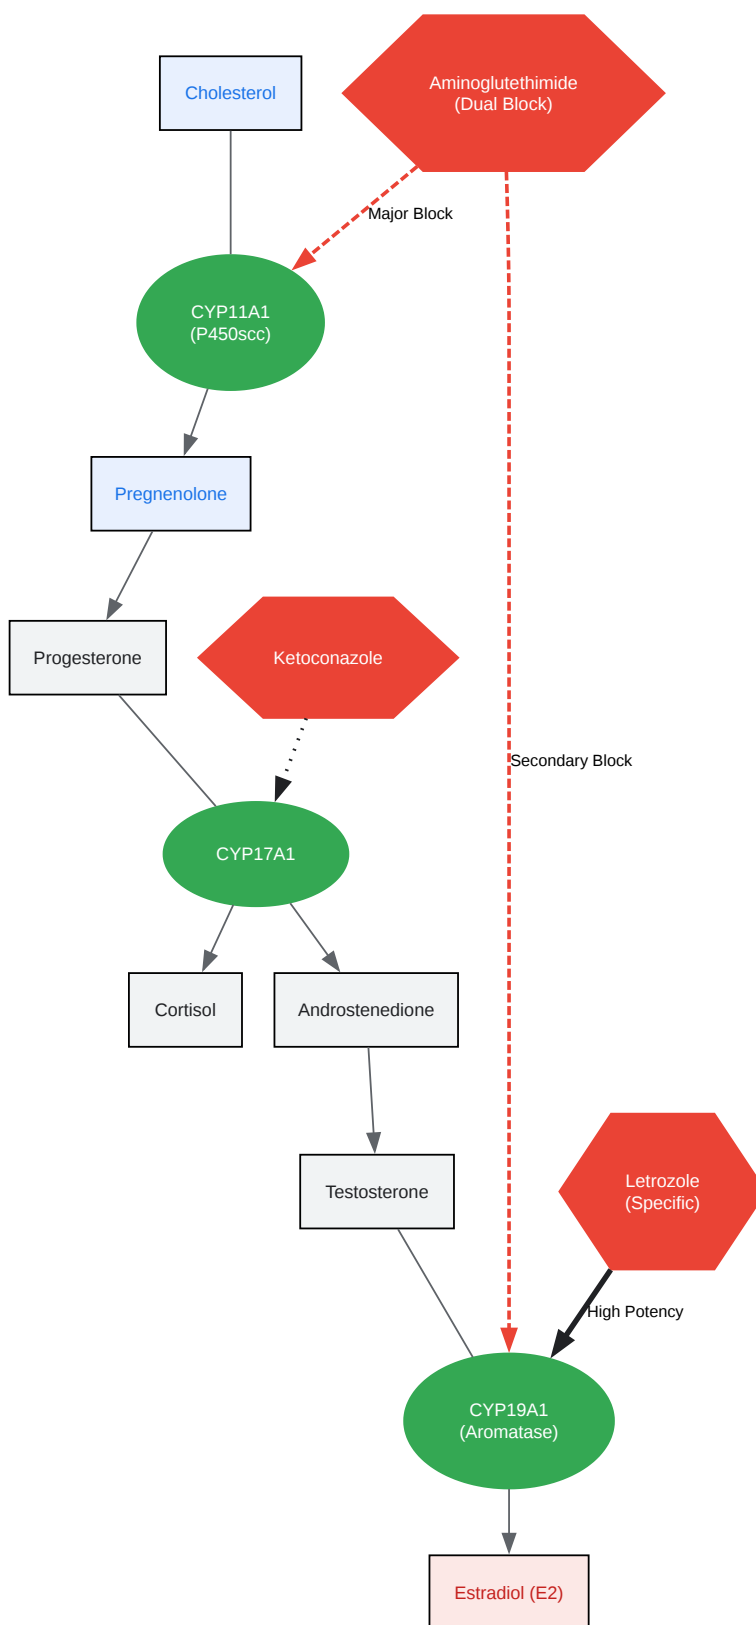 Aminoglutethimide
(Dual Block)
Cholesterol
Major Block
CYP11A1
(P450scc)
Pregnenolone
Progesterone
Ketoconazole
Secondary Block
CYP17A1
Cortisol
Androstenedione
Testosterone
Letrozole
(Specific)
High Potency
CYP19A1
(Aromatase)
Estradiol (E2)